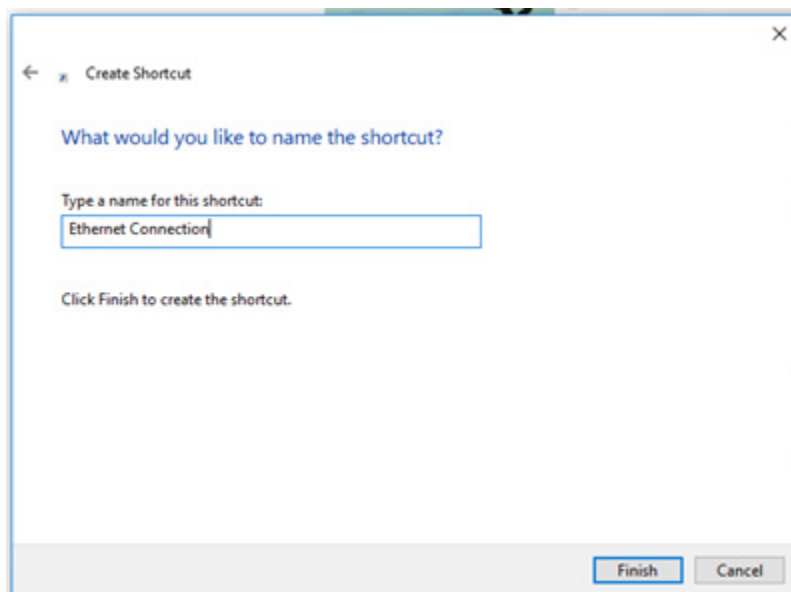 Create Shortcut
What would you like to name the shortcut?
Type a name for this shortcut:
Ethernet Connection
Click Finish to create the shortcut.
Finish Cancel